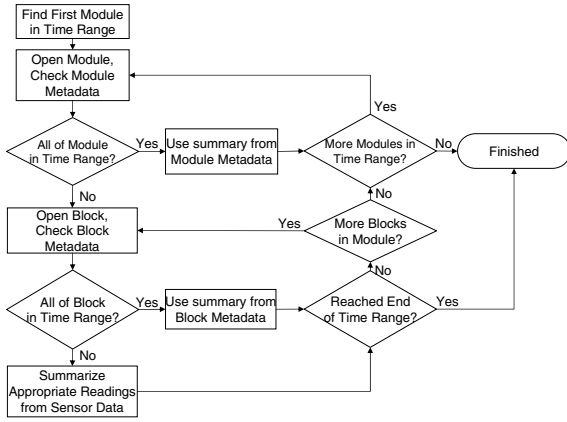 Find First Module
in Time Range
Open Module,
Check Module
Metadata
Yes
All of Module
in Time Range?
Yes
Use summary from
Module Metadata
More Modules in
Time Range?
No
Finished
No
No
Open Block,
Check Block
Metadata
Yes
More Blocks
in Module?
No
All of Block
in Time Range?
Yes
Use summary from
Block Metadata
Reached End
of Time Range?
Yes
No
Summarize
Appropriate Readings
from Sensor Data